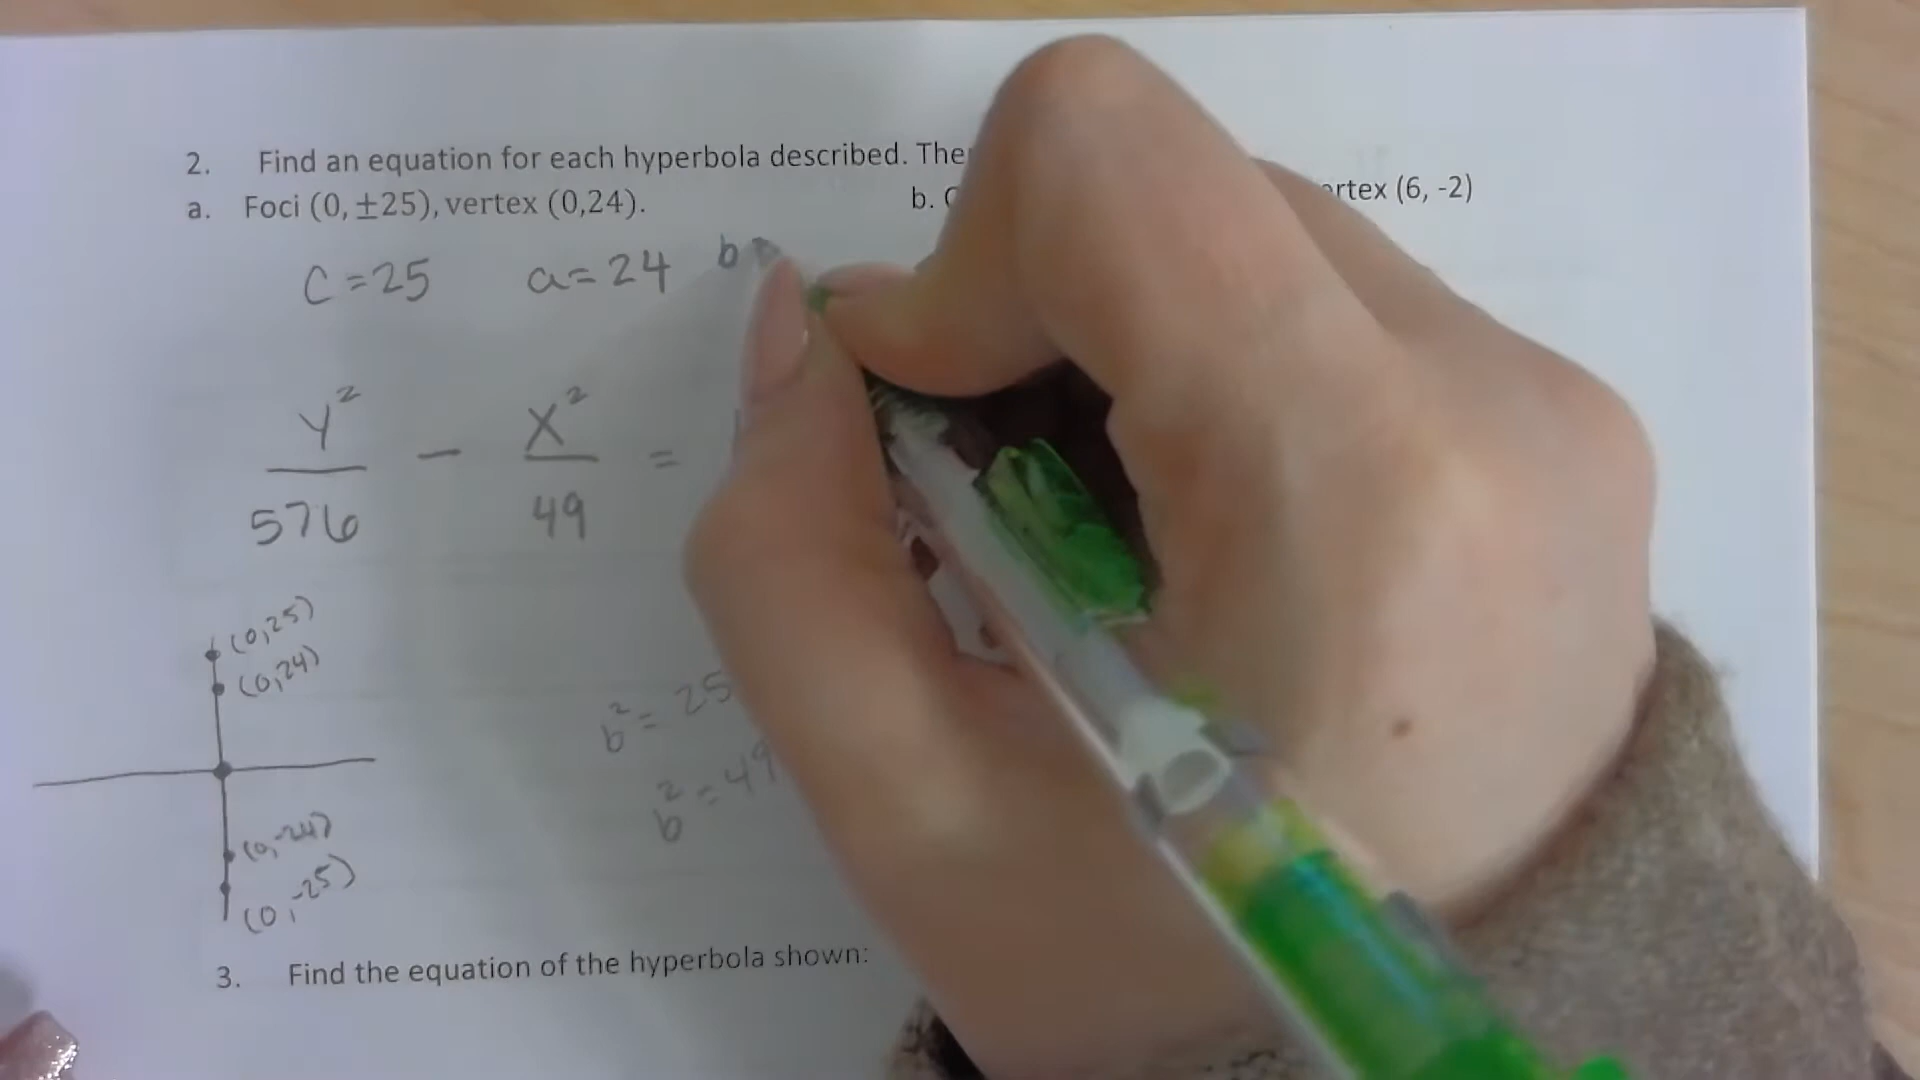 2. Find an equation for each hyperbola described.
a. Foci (0, ±25), vertex (0,24).
b.
vertex (6, -2)
C = 25 a = 24 b
y² / 576 - x² / 49 =
(0,25)
(0,24)
b² = 25
b² = 49
(0,-24)
(0,-25)
3. Find the equation of the hyperbola shown: